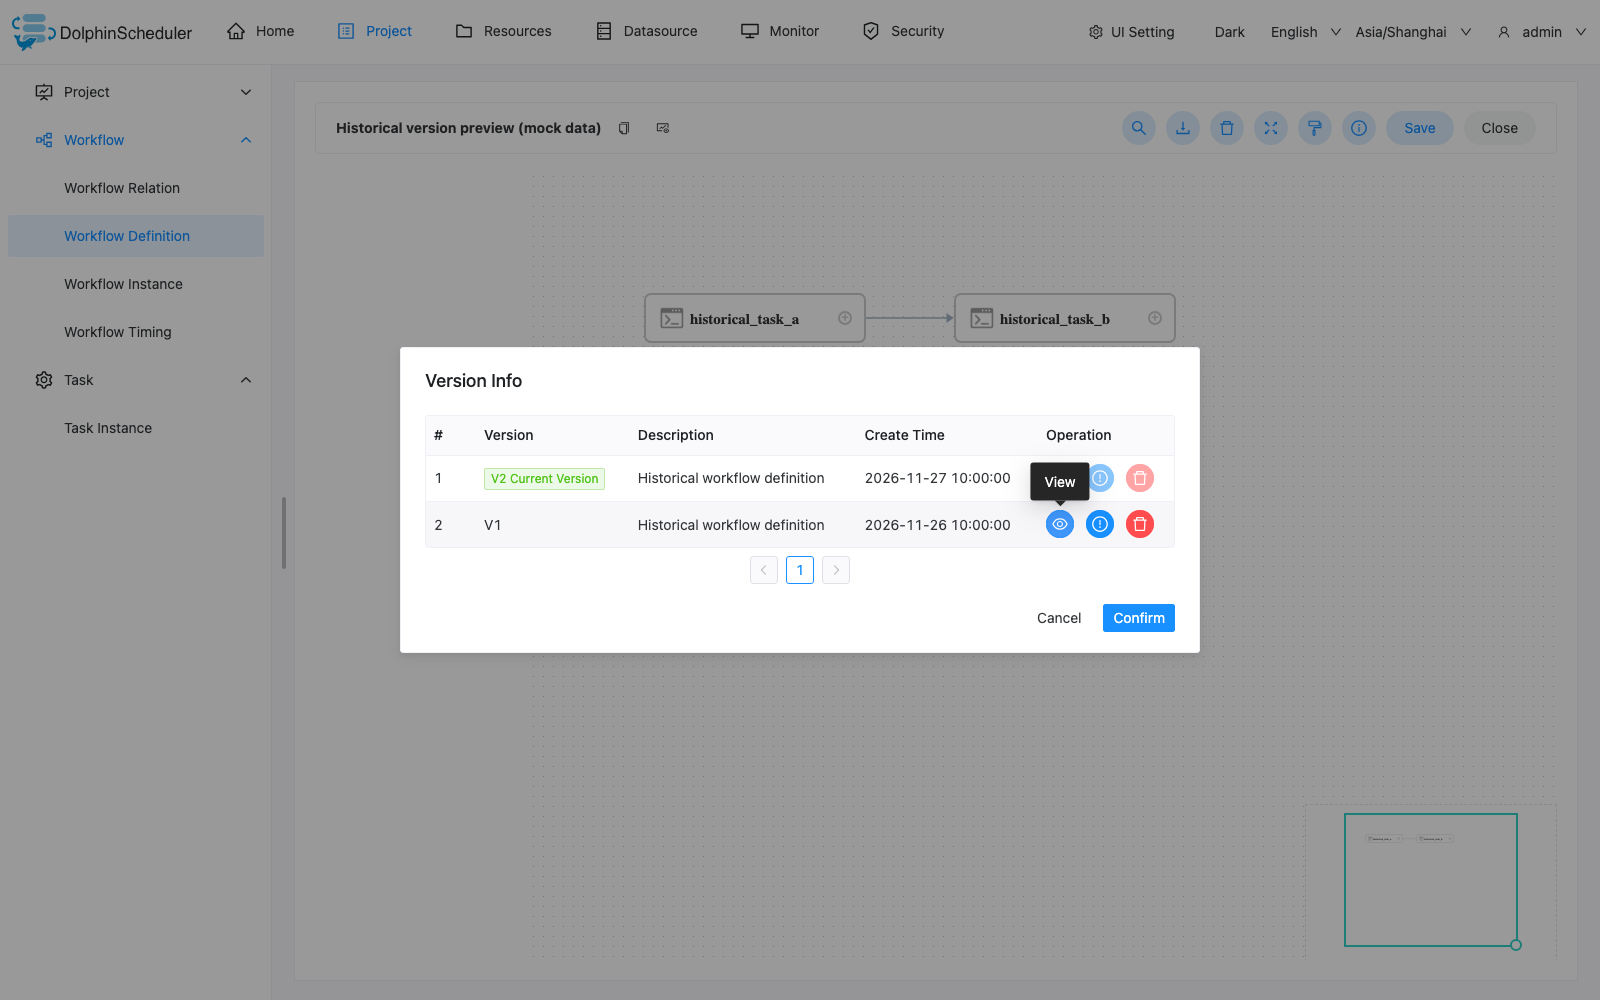 DolphinScheduler
Home
Project
Resources
Datasource
Monitor
Security
UI Setting
Dark
English
Asia/Shanghai
admin
Project
Workflow
Workflow Relation
Workflow Definition
Workflow Instance
Workflow Timing
Task
Task Instance
Historical version preview (mock data)
Save
Close
historical_task_a
historical_task_b
Version Info
# Version Description Create Time Operation
1 V2 Current Version Historical workflow definition 2026-11-27 10:00:00
View
2 V1 Historical workflow definition 2026-11-26 10:00:00
1
Cancel
Confirm